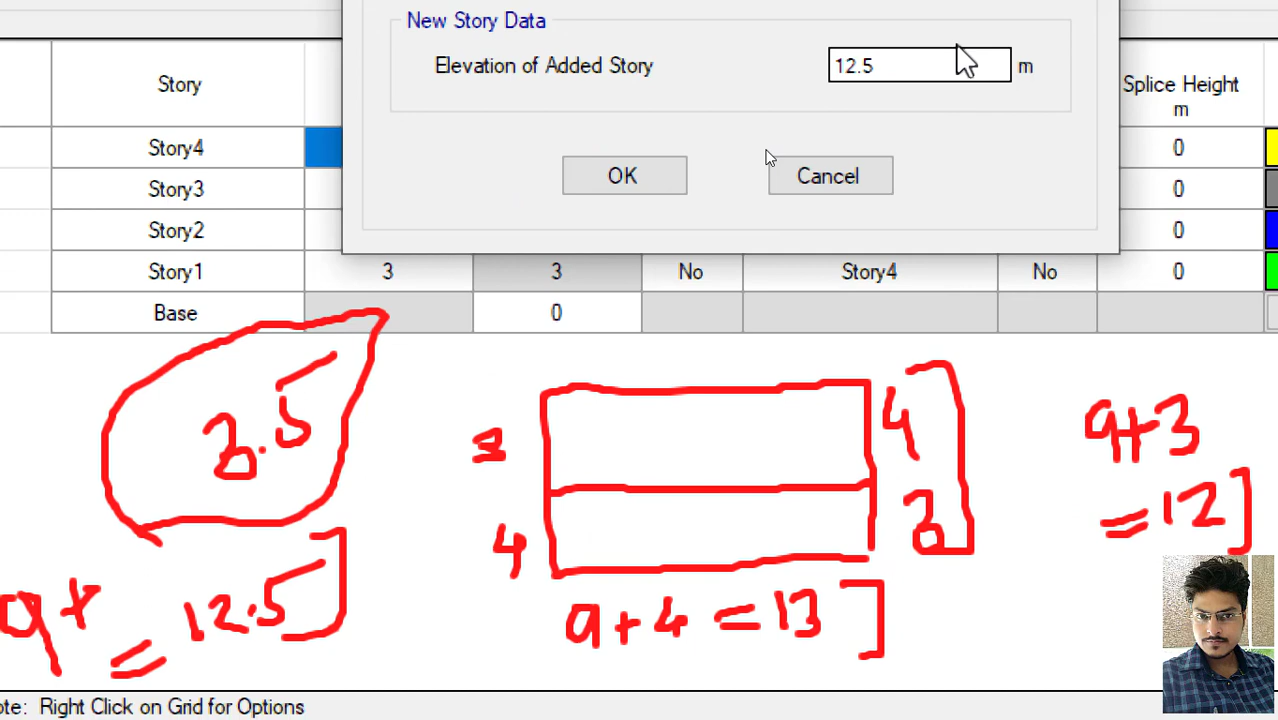 New Story Data
Elevation of Added Story 12.5 m
OK Cancel
Story Splice Height
m
Story4 0
Story3 0
Story2 0
Story1 3 3 No Story4 No 0
Base 0
3.5
4
9+3
4 3
=12]
9+
=12.5]
9+4=13]
ote: Right Click on Grid for Options